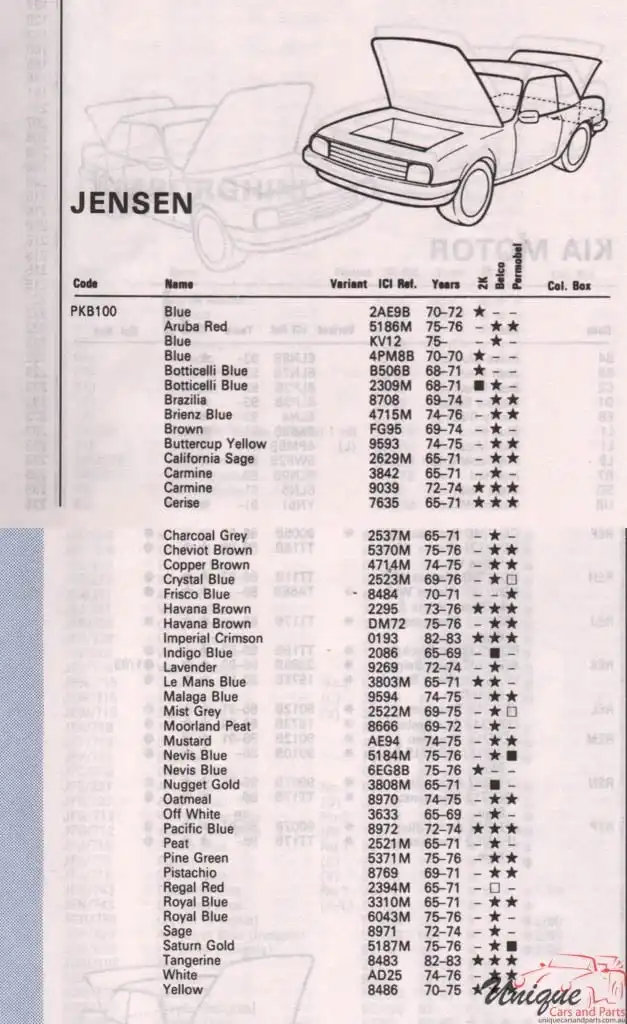 JENSEN
KIA MOTOR
Code Name Variant ICI Ref. Years 2K Belco Permobel Col. Box
PKB100 Blue 2AE9B 70-72 ★ - -
Aruba Red 5186M 75-76 - ★ ★
Blue KV12 75- - ★ -
Blue 4PM8B 70-70 ★ - -
Botticelli Blue B506B 68-71 ★ - -
Botticelli Blue 2309M 68-71 ■ ★ -
Brazilia 8708 69-74 - ★ ★
Brienz Blue 4715M 74-76 - ★ ★
Brown FG95 69-74 - ★ -
Buttercup Yellow 9593 74-75 - ★ ★
California Sage 2629M 65-71 - ★ ★
Carmine 3842 65-71 - ★ -
Carmine 9039 72-74 ★ ★ ★
Cerise 7635 65-71 ★ ★ ★
Charcoal Grey 2537M 65-71 - ★ -
Cheviot Brown 5370M 75-76 - ★ ★
Copper Brown 4714M 74-75 - ★ ★
Crystal Blue 2523M 69-76 - ★ □
Frisco Blue 8484 70-71 - - ★
Havana Brown 2295 73-76 ★ ★ ★
Havana Brown DM72 75-76 - ★ ★
Imperial Crimson 0193 82-83 ★ ★ ★
Indigo Blue 2086 65-69 - ■ -
Lavender 9269 72-74 - ★ -
Le Mans Blue 3803M 65-71 ★ ★ -
Malaga Blue 9594 74-75 - ★ ★
Mist Grey 2522M 69-75 - ★ □
Moorland Peat 8666 69-72 - ★ -
Mustard AE94 74-75 - ★ ★
Nevis Blue 5184M 75-76 - ★ ■
Nevis Blue 6EG8B 75-76 ★ - -
Nugget Gold 3808M 65-71 - ■ -
Oatmeal 8970 74-75 - ★ ★
Off White 3633 65-69 - ★ -
Pacific Blue 8972 72-74 ★ ★ ★
Peat 2521M 65-71 - ★ -
Pine Green 5371M 75-76 - ★ ★
Pistachio 8769 69-71 - ★ ★
Regal Red 2394M 65-71 - □ -
Royal Blue 3310M 65-71 - ★ ★
Royal Blue 6043M 75-76 - ★ -
Sage 8971 72-74 - ★ -
Saturn Gold 5187M 75-76 - ★ ■
Tangerine 8483 82-83 ★ ★ ★
White AD25 74-76 - ★ ★
Yellow 8486 70-75 ★
Unique
Cars and Parts
uniquecarsandparts.com.au